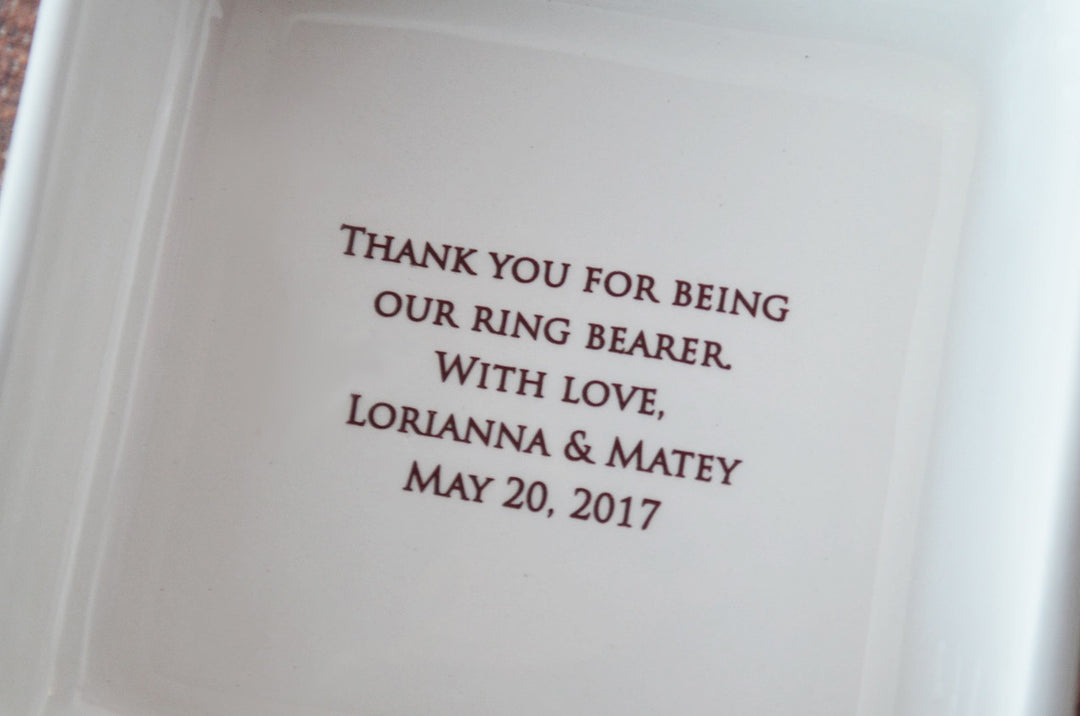 Thank you for being
our ring bearer.
With love,
Lorianna & Matey
May 20, 2017